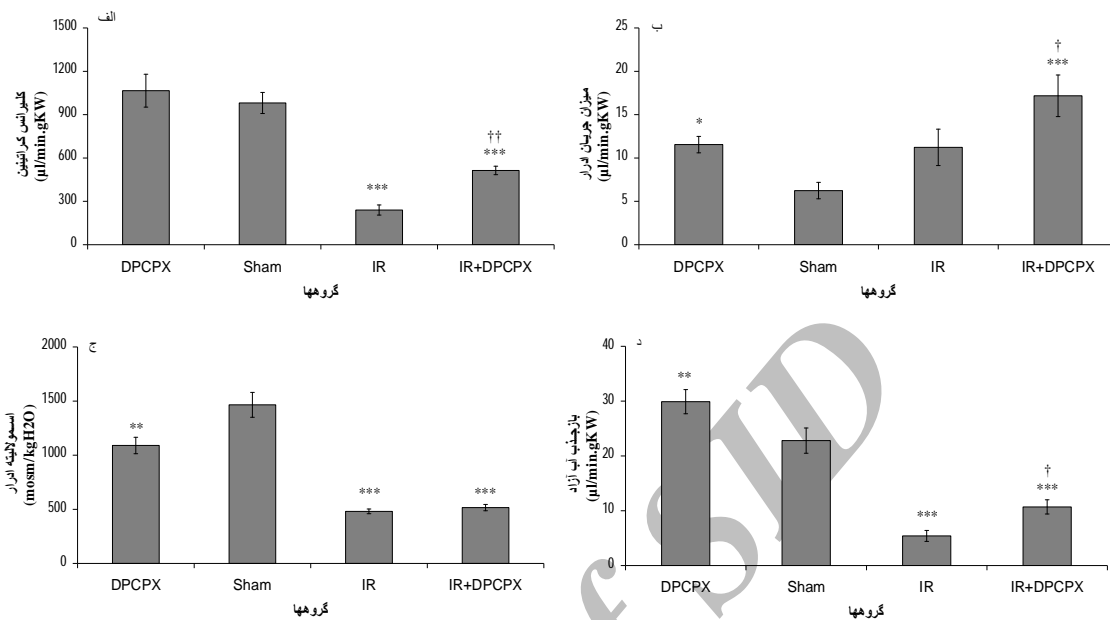 الف
1500
1200
900
600
300
0
کلیرانس کراتینین
(µl/min.gKW)
***
††
***
DPCPX
Sham
IR
IR+DPCPX
گروهها
ب
25
20
15
10
5
0
میزان جریان ادرار
(µl/min.gKW)
*
†
***
DPCPX
Sham
IR
IR+DPCPX
گروهها
ج
2000
1500
1000
500
0
اسمولالیته ادرار
(mosm/kgH2O)
**
***
***
DPCPX
Sham
IR
IR+DPCPX
گروهها
د
40
30
20
10
0
بازجذب آب آزاد
(µl/min.gKW)
**
***
†
***
DPCPX
Sham
IR
IR+DPCPX
گروهها
f SID